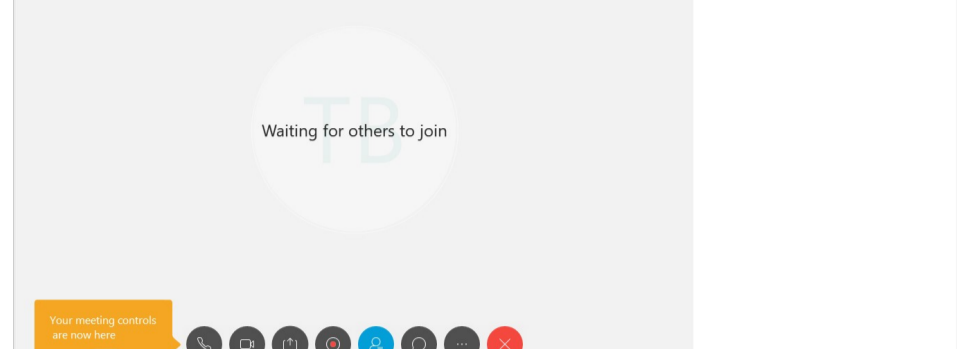 TB
Waiting for others to join
Your meeting controls
are now here